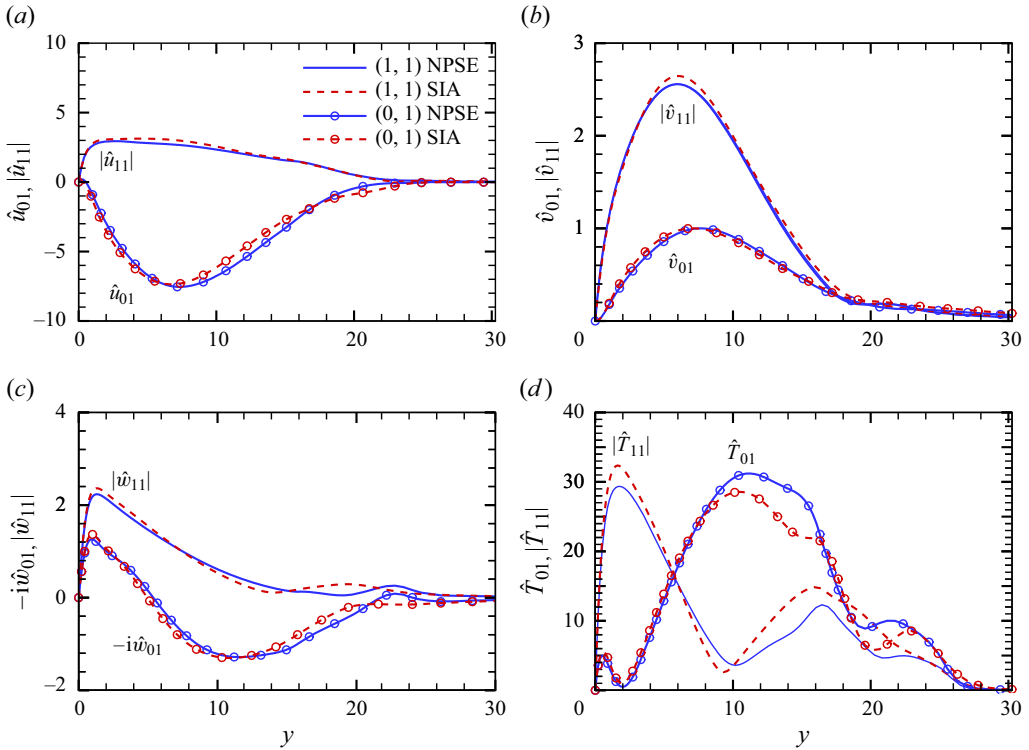 (a)
10
5
0
−5
−10
0
10
20
30
û01, |û11|
(1, 1) NPSE
(1, 1) SIA
(0, 1) NPSE
(0, 1) SIA
|û11|
û01
(b)
3
2
1
0
10
20
30
v̂01, |v̂11|
|v̂11|
v̂01
(c)
4
2
0
−2
0
10
20
30
−iŵ01, |ŵ11|
|ŵ11|
−iŵ01
y
(d)
40
30
20
10
0
10
20
30
T̂01, |T̂11|
|T̂11|
T̂01
y